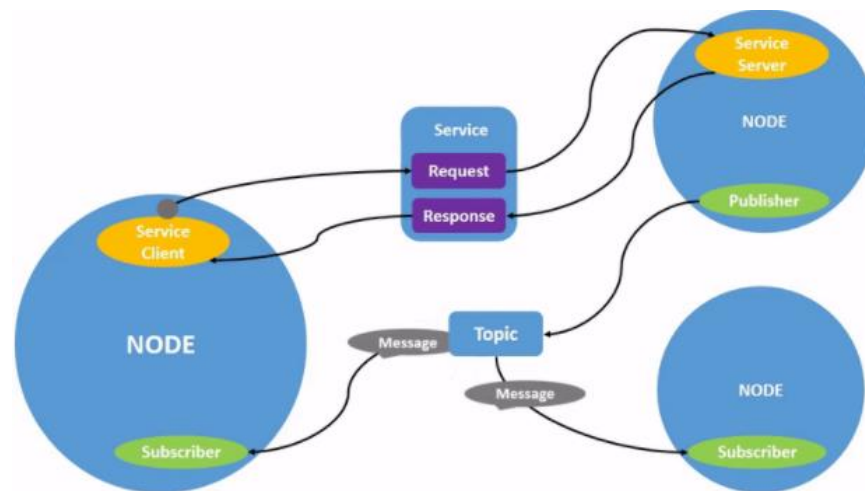 Service
Server
NODE
Publisher
Service
Request
Response
Service
Client
NODE
Subscriber
Topic
Message
Message
NODE
Subscriber